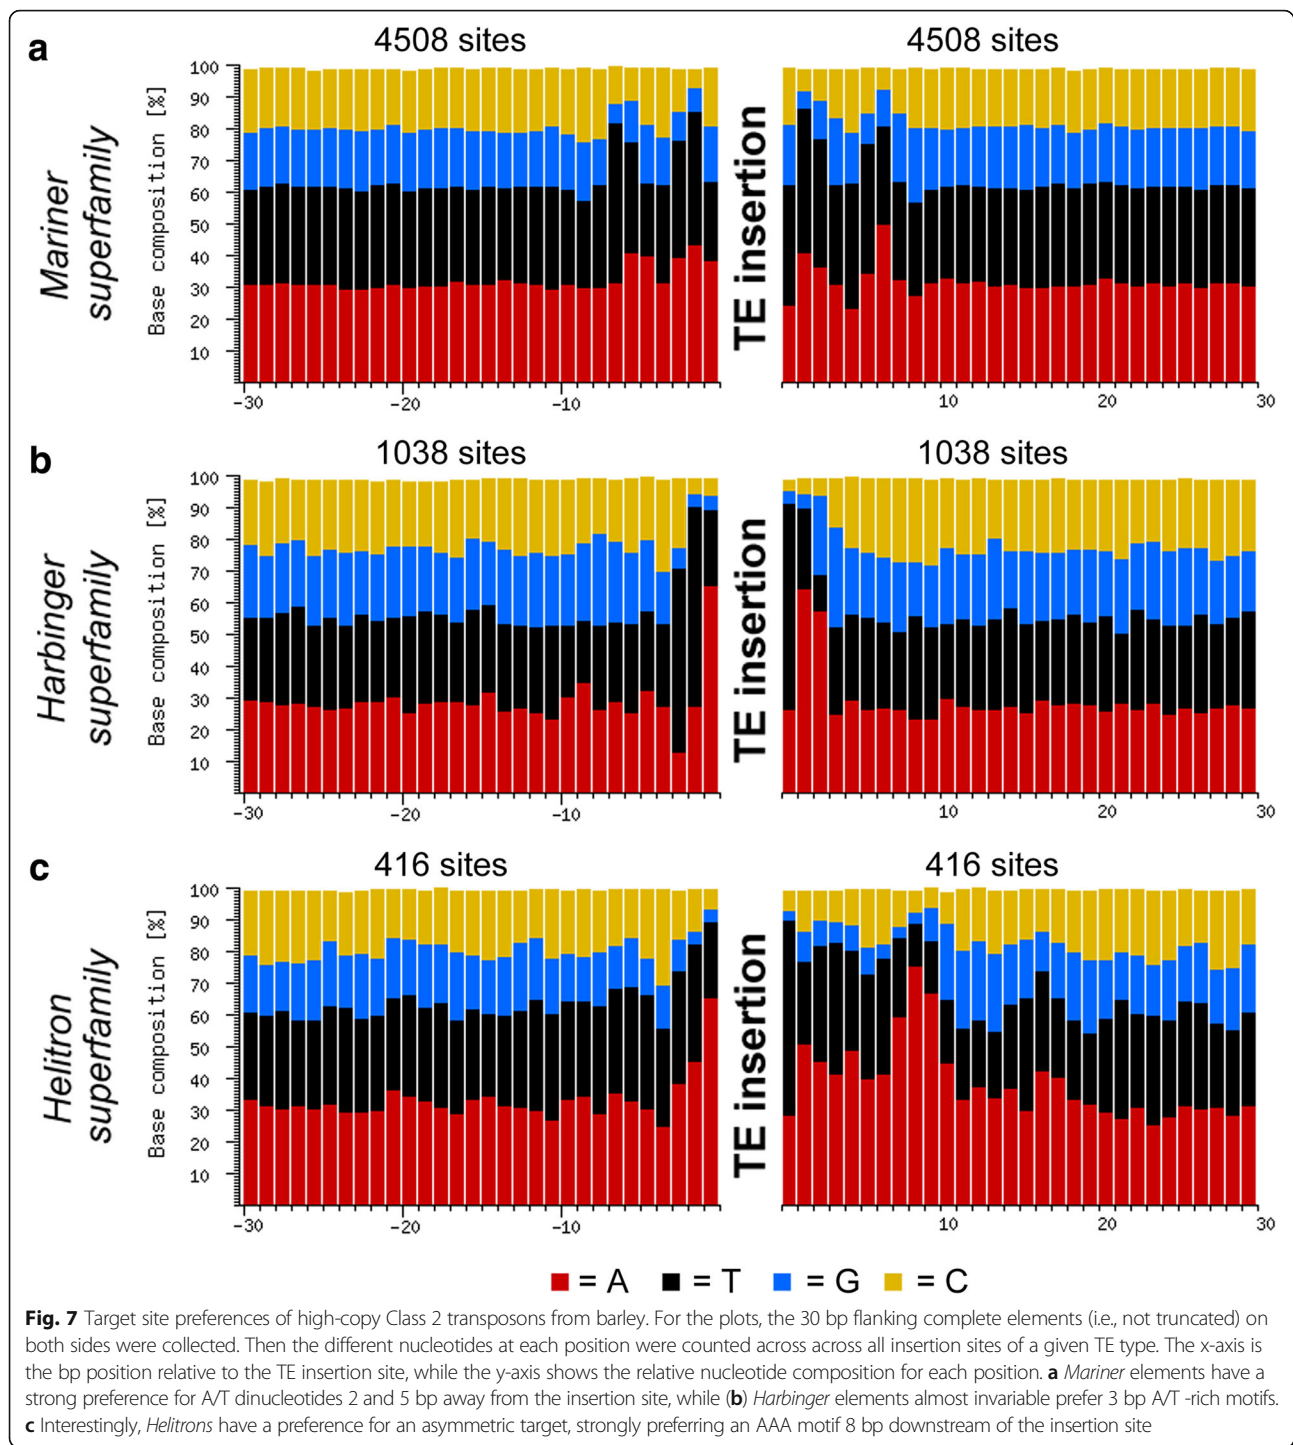 a
4508 sites
4508 sites
Mariner
superfamily
Base composition [%]
100
90
80
70
60
50
40
30
20
10
−30
−20
−10
TE insertion
10
20
30
b
1038 sites
1038 sites
Harbinger
superfamily
Base composition [%]
100
90
80
70
60
50
40
30
20
10
−30
−20
−10
TE insertion
10
20
30
c
416 sites
416 sites
Helitron
superfamily
Base composition [%]
100
90
80
70
60
50
40
30
20
10
−30
−20
−10
TE insertion
10
20
30
= A = T = G = C
Fig. 7 Target site preferences of high-copy Class 2 transposons from barley. For the plots, the 30 bp flanking complete elements (i.e., not truncated) on
both sides were collected. Then the different nucleotides at each position were counted across across all insertion sites of a given TE type. The x-axis is
the bp position relative to the TE insertion site, while the y-axis shows the relative nucleotide composition for each position. a Mariner elements have a
strong preference for A/T dinucleotides 2 and 5 bp away from the insertion site, while (b) Harbinger elements almost invariable prefer 3 bp A/T -rich motifs.
c Interestingly, Helitrons have a preference for an asymmetric target, strongly preferring an AAA motif 8 bp downstream of the insertion site